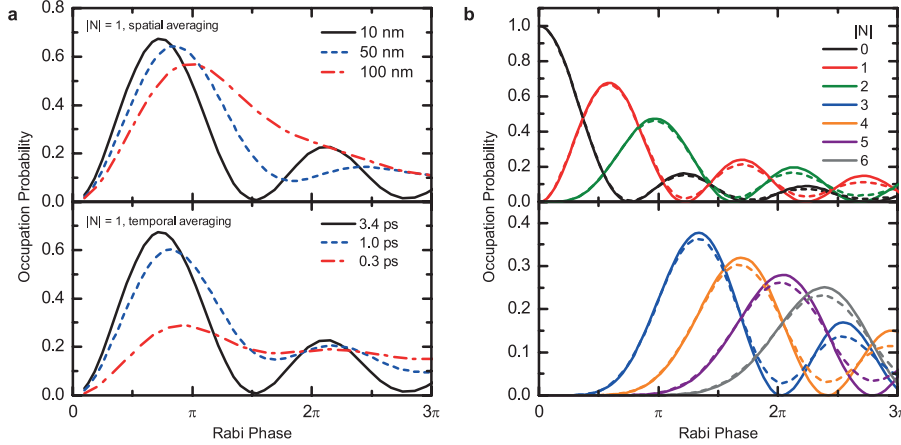 a
|N| = 1, spatial averaging
10 nm
50 nm
100 nm
0.8
0.6
0.4
0.2
0.0
|N| = 1, temporal averaging
3.4 ps
1.0 ps
0.3 ps
0.8
0.6
0.4
0.2
0.0
Occupation Probability
0
π
2π
3π
Rabi Phase
b
|N|
0
1
2
3
4
5
6
1.0
0.8
0.6
0.4
0.2
0.0
0.4
0.3
0.2
0.1
0.0
Occupation Probability
0
π
2π
3π
Rabi Phase